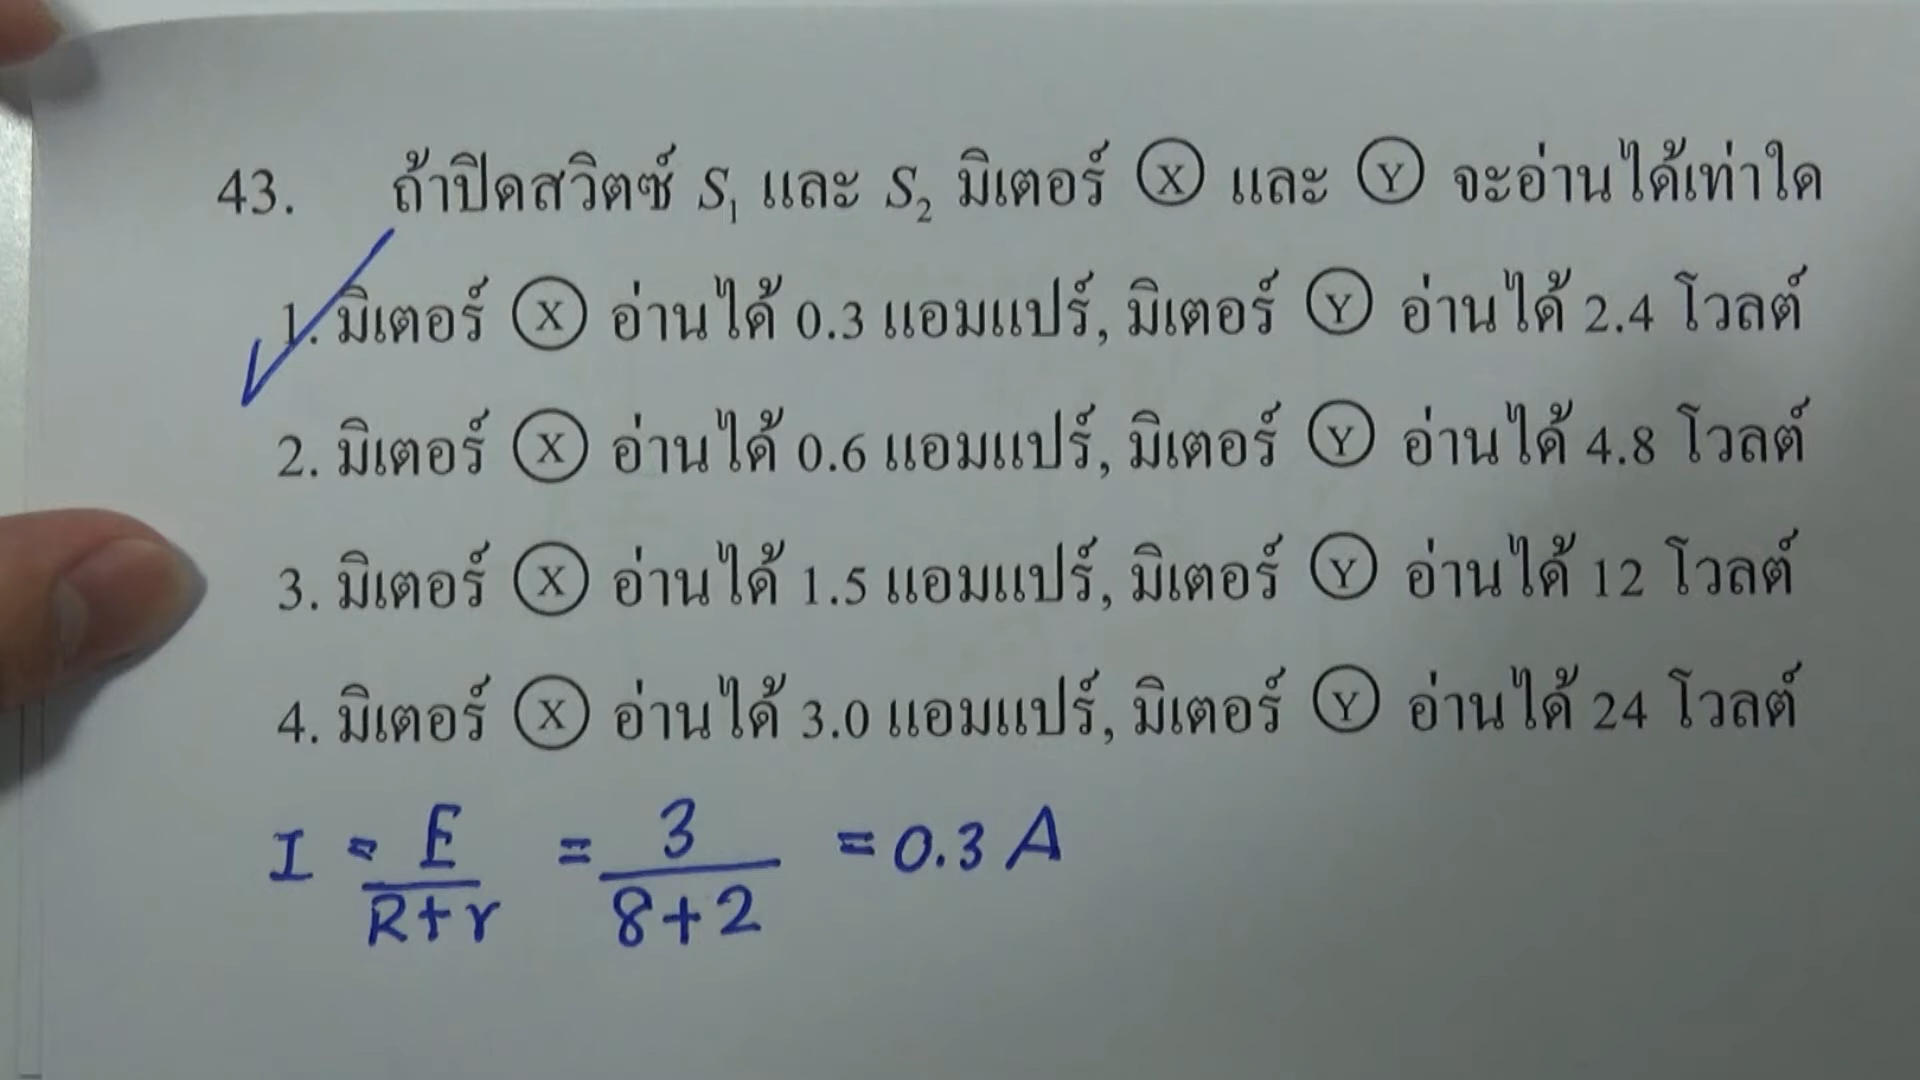 43. ถ้าปิดสวิตซ์ S₁ และ S₂ มิเตอร์ Ⓧ และ Ⓨ จะอ่านได้เท่าใด
1. มิเตอร์ Ⓧ อ่านได้ 0.3 แอมแปร์, มิเตอร์ Ⓨ อ่านได้ 2.4 โวลต์
2. มิเตอร์ Ⓧ อ่านได้ 0.6 แอมแปร์, มิเตอร์ Ⓨ อ่านได้ 4.8 โวลต์
3. มิเตอร์ Ⓧ อ่านได้ 1.5 แอมแปร์, มิเตอร์ Ⓨ อ่านได้ 12 โวลต์
4. มิเตอร์ Ⓧ อ่านได้ 3.0 แอมแปร์, มิเตอร์ Ⓨ อ่านได้ 24 โวลต์
I = E/(R+r) = 3/(8+2) = 0.3 A